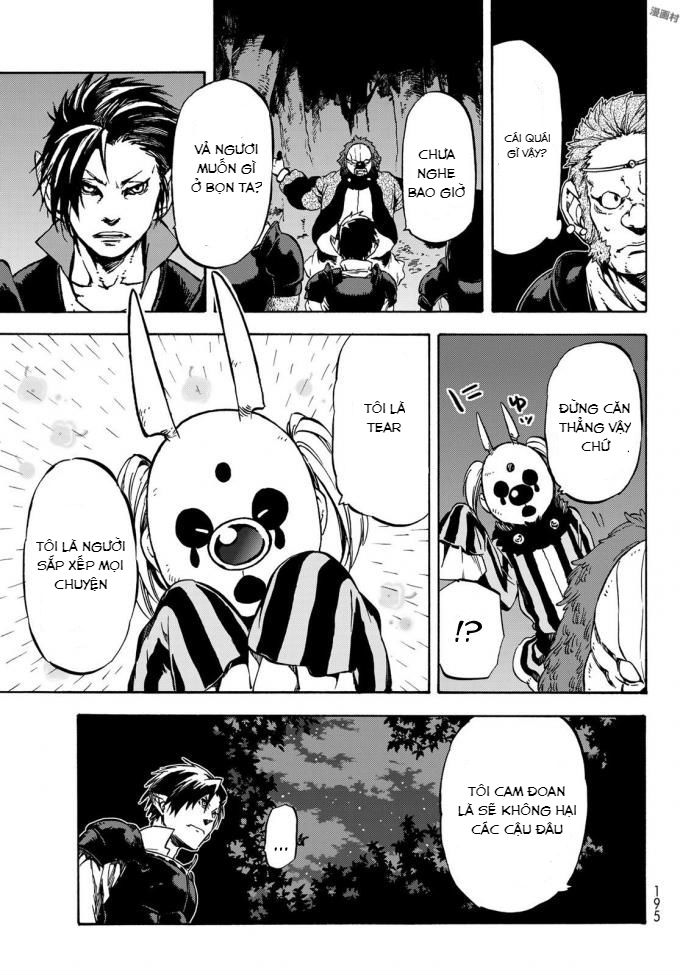 漫画村
CÁI QUÁI
GÌ VẬY?
CHƯA
NGHE
BAO GIỜ
VÀ NGƯƠI
MUỐN GÌ
Ở BỌN TA?
ĐỪNG CĂN
THẲNG VẬY
CHỨ
ゆ
!?
TÔI LÀ
TEAR
TÔI LÀ NGƯỜI
SẮP XẾP MỌI
CHUYỆN
TÔI CAM ĐOAN
LÀ SẼ KHÔNG HẠI
CÁC CẬU ĐÂU
...
195